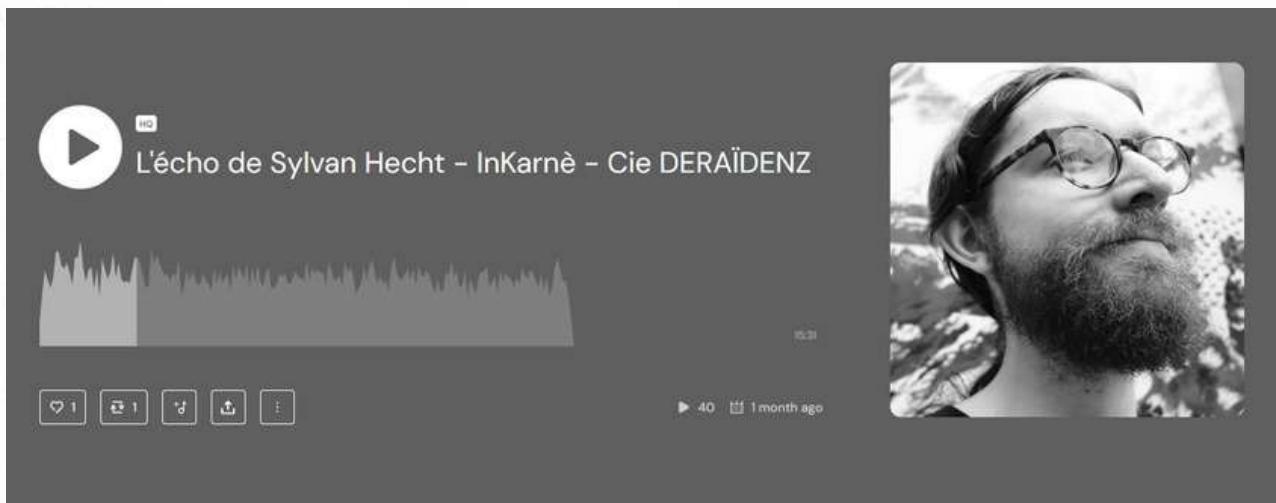 HQ
L'écho de Sylvan Hecht – InKarnè – Cie DERAÏDENZ
15:31
1
1
40
1 month ago